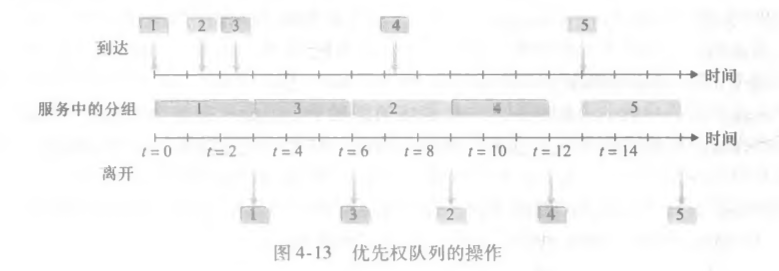 1 2 3 4 5
到达
时间
服务中的分组 1 3 2 4 5
时间
t=0 t=2 t=4 t=6 t=8 t=10 t=12 t=14
离开
1 3 2 4 5
图 4-13 优先权队列的操作